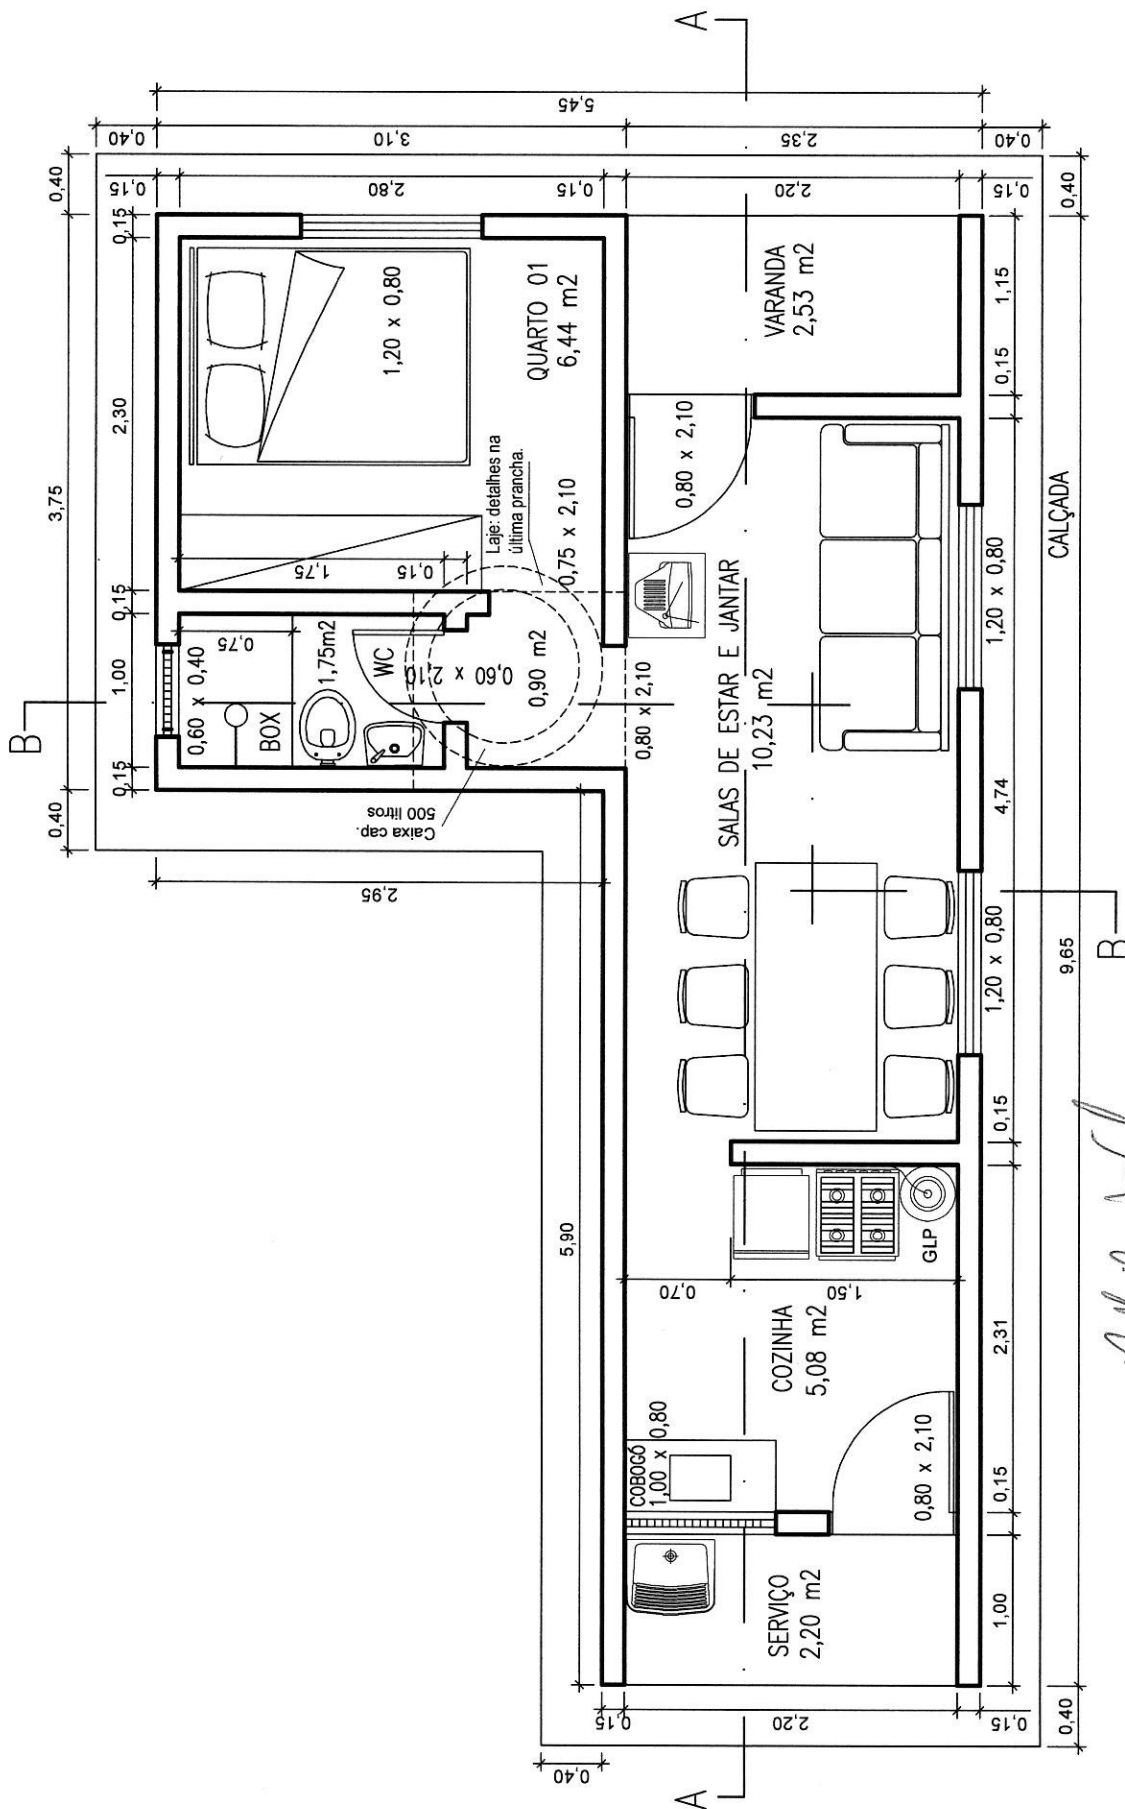 A
5,45
0,40
3,10
2,35
0,40
0,40
0,15
2,80
0,15
2,20
0,15
0,40
3,75
0,15
2,30
0,15
1,00
0,15
0,40
1,20 x 0,80
QUARTO 01
6,44 m2
VARANDA
2,53 m2
1,15
0,15
Laje: detalhes na
última prancha.
0,75 x 2,10
0,80 x 2,10
1,75
0,15
CALÇADA
B
0,60 x 0,40
0,75
BOX
1,75m2
WC
0,60 x 2,10
0,90 m2
0,80 x 2,10
SALAS DE ESTAR E JANTAR
10,23 m2
1,20 x 0,80
4,74
Caixa cap.
500 litros
2,95
1,20 x 0,80
B
9,65
5,90
0,15
GLP
0,70
1,50
COZINHA
5,08 m2
2,31
COBOGÓ
1,00 x 0,80
0,80 x 2,10
0,15
SERVIÇO
2,20 m2
1,00
0,15
2,20
0,15
0,40
0,40
A